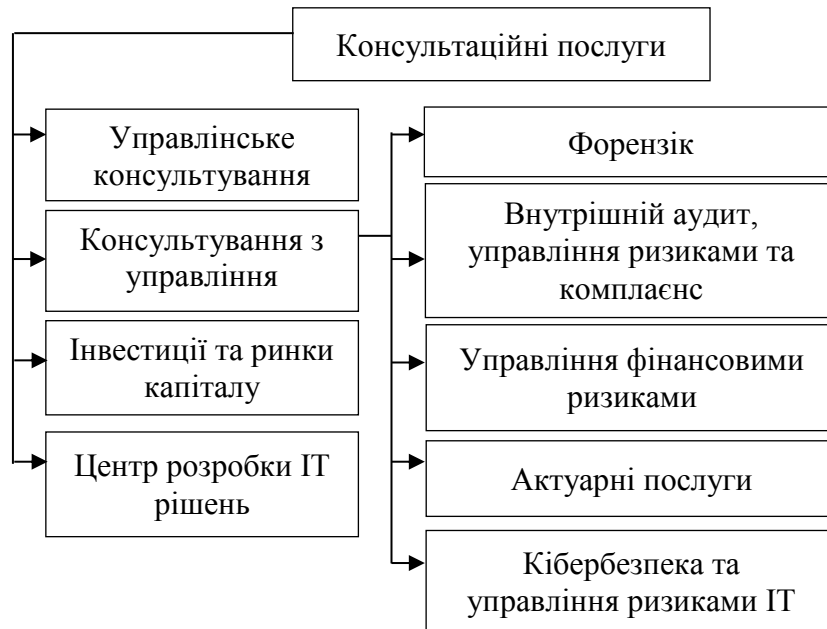 Консультаційні послуги
Управлінське
консультування
Консультування з
управління
Інвестиції та ринки
капіталу
Центр розробки ІТ
рішень
Форензік
Внутрішній аудит,
управління ризиками та
комплаєнс
Управління фінансовими
ризиками
Актуарні послуги
Кібербезпека та
управління ризиками ІТ